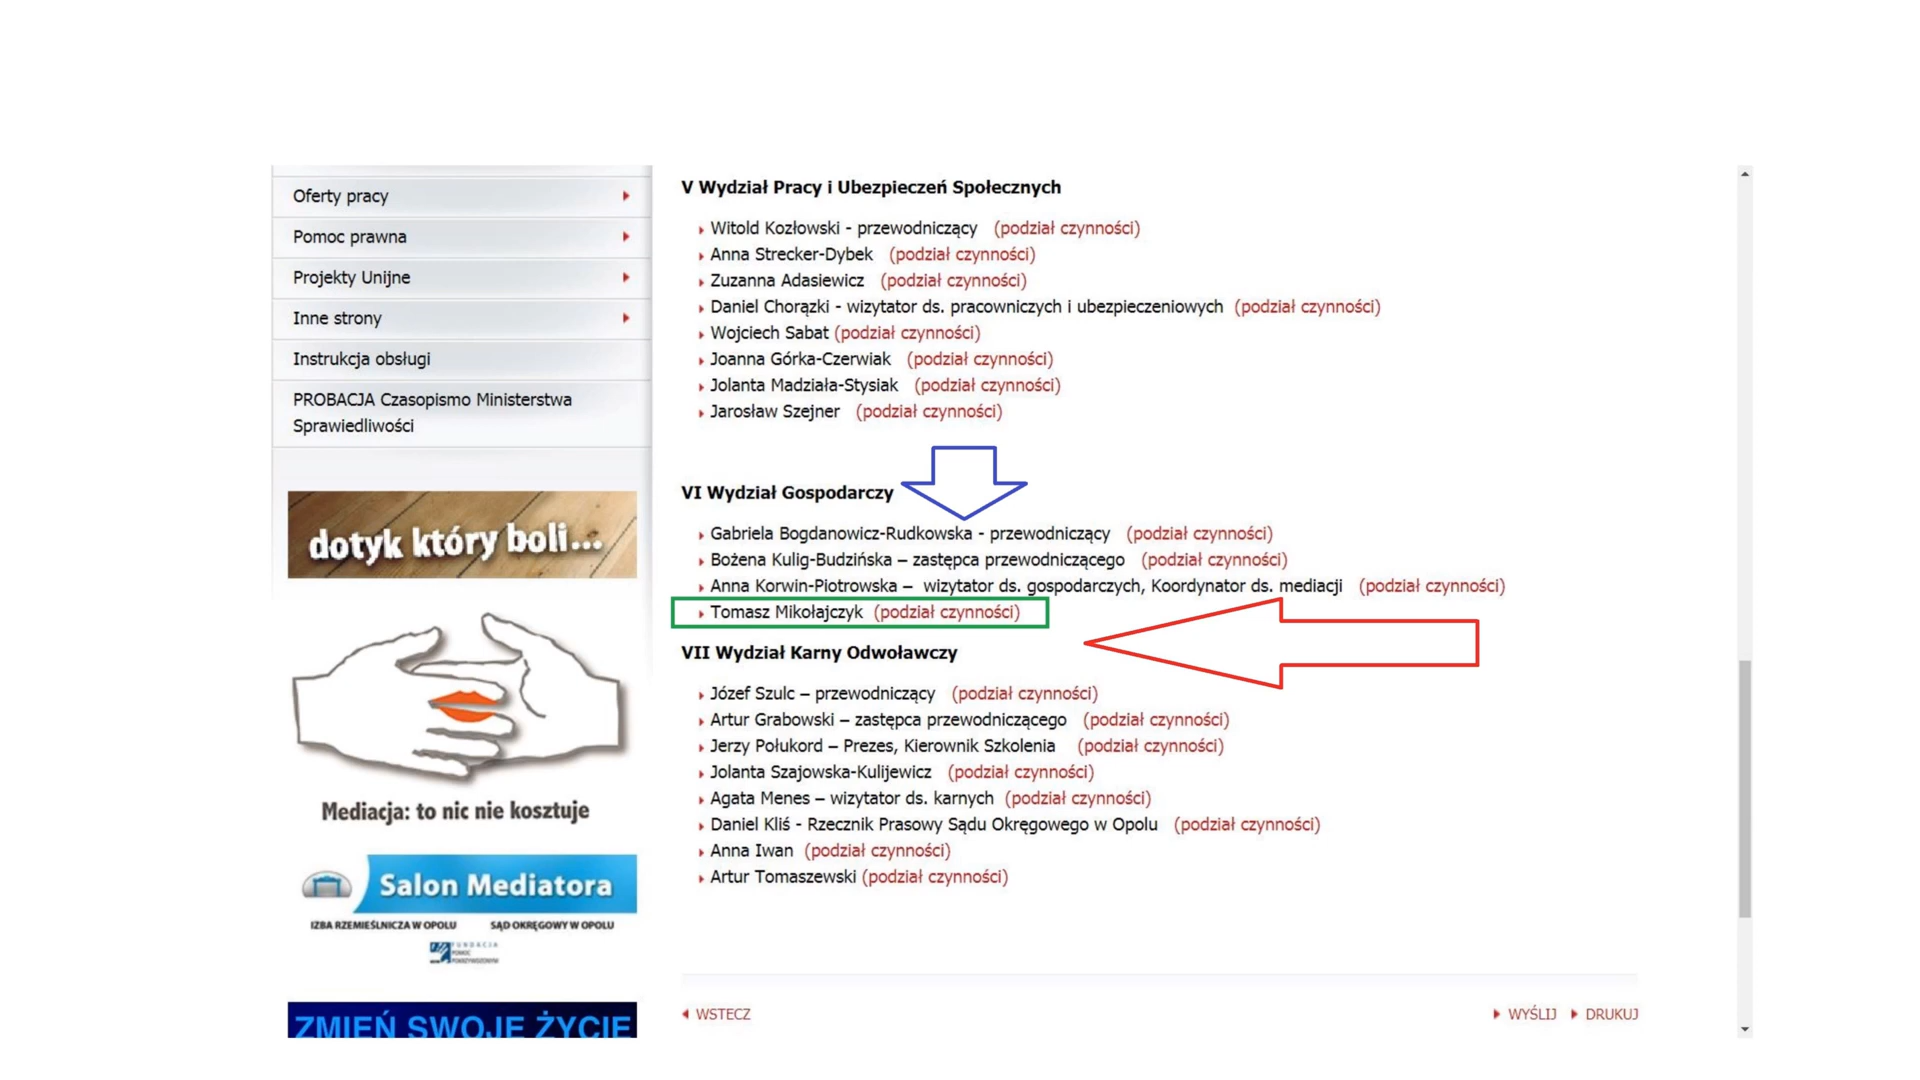 Oferty pracy
Pomoc prawna
Projekty Unijne
Inne strony
Instrukcja obsługi
PROBACJA Czasopismo Ministerstwa
Sprawiedliwości
dotyk który boli...
Mediacja: to nic nie kosztuje
Salon Mediatora
IZBA RZEMIEŚLNICZA W OPOLU SĄD OKRĘGOWY W OPOLU
FUNDACJA
POMOC
POKRZYWDZONYM
ZMIEŃ SWOJE ŻYCIE
V Wydział Pracy i Ubezpieczeń Społecznych
Witold Kozłowski - przewodniczący (podział czynności)
Anna Strecker-Dybek (podział czynności)
Zuzanna Adasiewicz (podział czynności)
Daniel Chorązki - wizytator ds. pracowniczych i ubezpieczeniowych (podział czynności)
Wojciech Sabat (podział czynności)
Joanna Górka-Czerwiak (podział czynności)
Jolanta Madziała-Stysiak (podział czynności)
Jarosław Szejner (podział czynności)
VI Wydział Gospodarczy
Gabriela Bogdanowicz-Rudkowska - przewodniczący (podział czynności)
Bożena Kulig-Budzińska – zastępca przewodniczącego (podział czynności)
Anna Korwin-Piotrowska – wizytator ds. gospodarczych, Koordynator ds. mediacji (podział czynności)
Tomasz Mikołajczyk (podział czynności)
VII Wydział Karny Odwoławczy
Józef Szulc – przewodniczący (podział czynności)
Artur Grabowski – zastępca przewodniczącego (podział czynności)
Jerzy Połukord – Prezes, Kierownik Szkolenia (podział czynności)
Jolanta Szajowska-Kulijewicz (podział czynności)
Agata Menes – wizytator ds. karnych (podział czynności)
Daniel Kliś - Rzecznik Prasowy Sądu Okręgowego w Opolu (podział czynności)
Anna Iwan (podział czynności)
Artur Tomaszewski (podział czynności)
WSTECZ
WYŚLIJ DRUKUJ